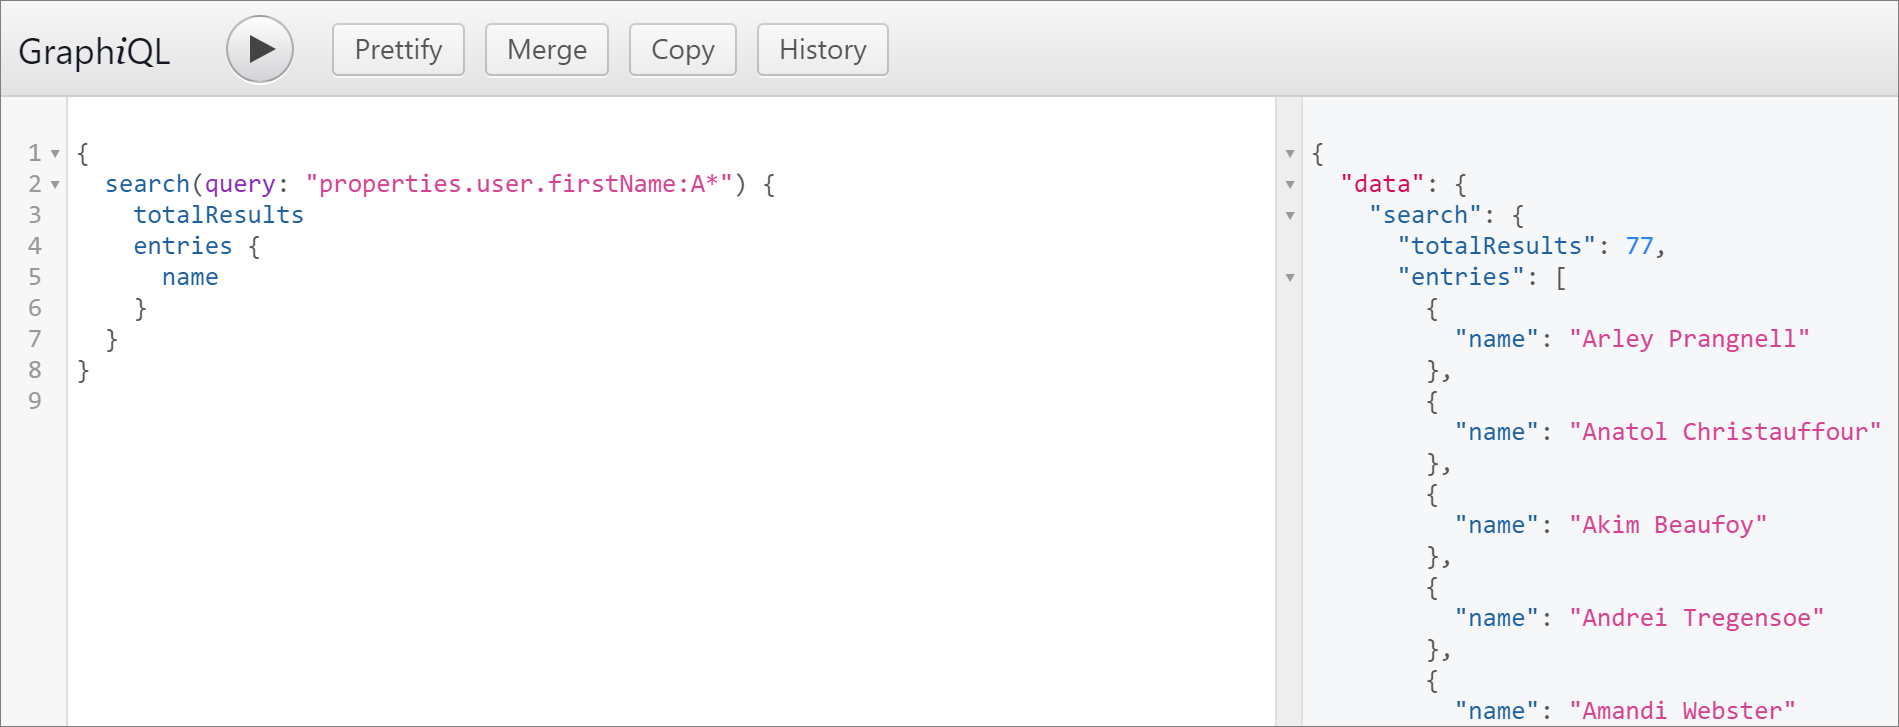 GraphiQL
Prettify
Merge
Copy
History
1 {
2   search(query: "properties.user.firstName:A*") {
3     totalResults
4     entries {
5       name
6     }
7   }
8 }
9
{
  "data": {
    "search": {
      "totalResults": 77,
      "entries": [
        {
          "name": "Arley Prangnell"
        },
        {
          "name": "Anatol Christauffour"
        },
        {
          "name": "Akim Beaufoy"
        },
        {
          "name": "Andrei Tregensoe"
        },
        {
          "name": "Amandi Webster"